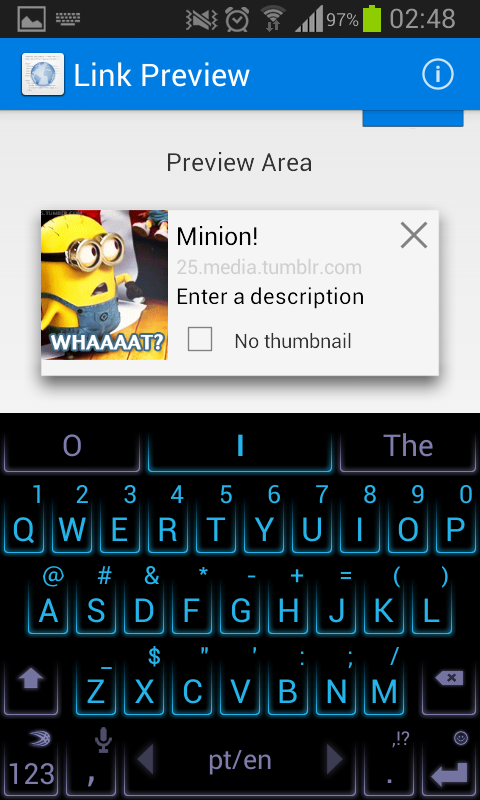 97% 02:48
Link Preview
Preview Area
Minion!
25.media.tumblr.com
Enter a description
No thumbnail
WHAAAAT?
O I The
1 2 3 4 5 6 7 8 9 0
Q W E R T Y U I O P
@ # & * - + = ( )
A S D F G H J K L
_ $ " ' : ; /
Z X C V B N M
,!?
123 , pt/en .